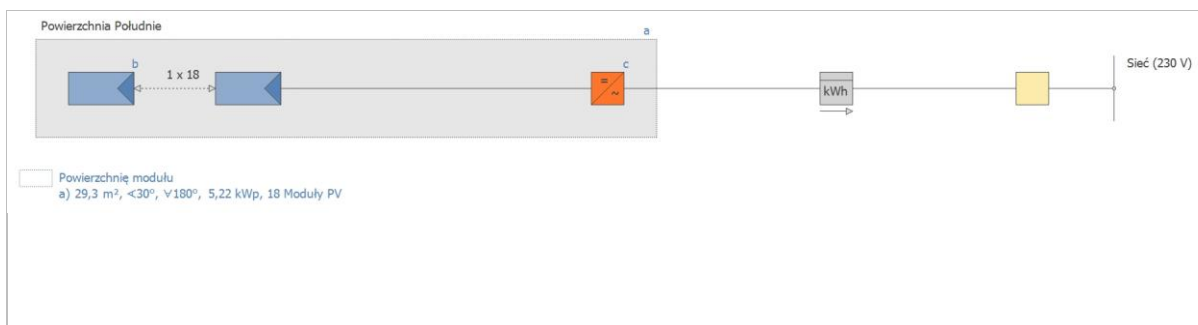 Powierzchnia Południe
a
b
1 x 18
c
=
~
kWh
Sieć (230 V)
Powierzchnię modułu
a) 29,3 m², ∢30°, ∀180°, 5,22 kWp, 18 Moduły PV